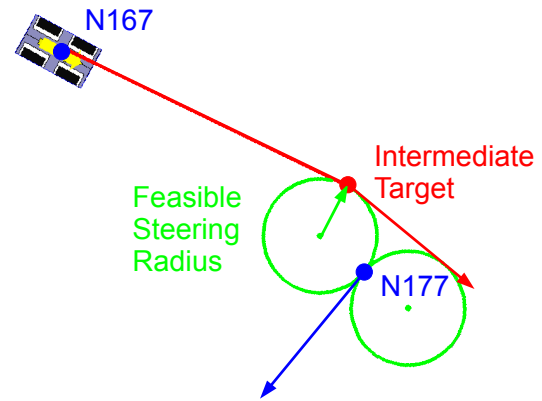 N167
Intermediate
Target
Feasible
Steering
Radius
N177